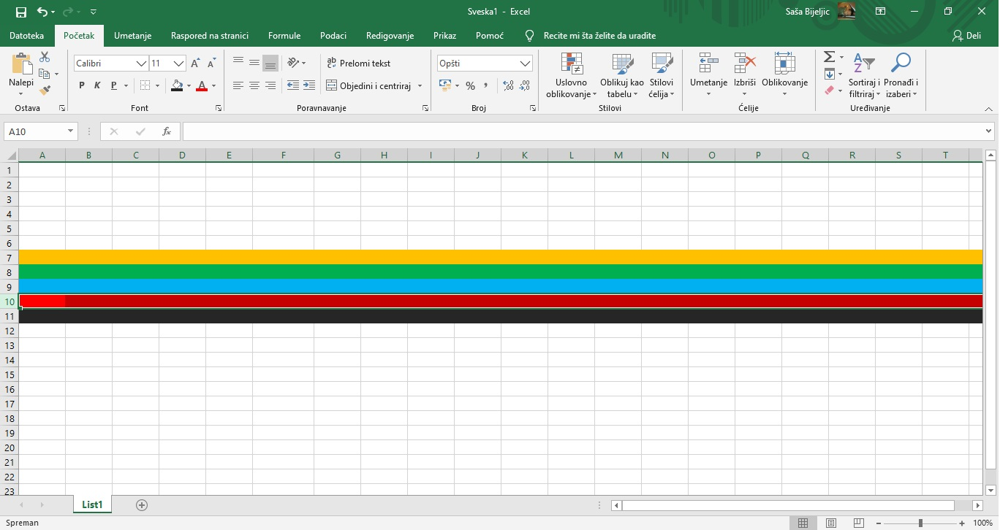 Sveska1 - Excel
Saša Bijeljic
Datoteka Početak Umetanje Raspored na stranici Formule Podaci Redigovanje Prikaz Pomoć Recite mi šta želite da uradite Deli
Nalepi
Calibri 11
P K P
A
Prelomi tekst
Objedini i centriraj
Opšti
%
Uslovno oblikovanje
Oblikuj kao tabelu
Stilovi ćelija
Umetanje
Izbriši
Oblikovanje
Sortiraj i filtriraj
Pronađi i izaberi
Ostava Font Poravnavanje Broj Stilovi Ćelije Uređivanje
A10
fx
A B C D E F G H I J K L M N O P Q R S T
1
2
3
4
5
6
7
8
9
10
11
12
13
14
15
16
17
18
19
20
21
22
23
List1
Spreman
100%